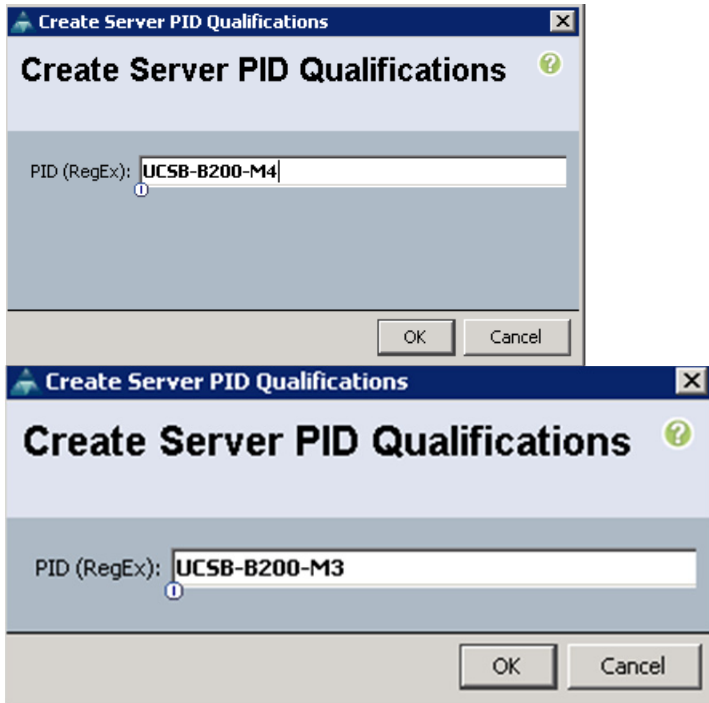 Create Server PID Qualifications
Create Server PID Qualifications
PID (RegEx): UCSB-B200-M4
OK Cancel
Create Server PID Qualifications
Create Server PID Qualifications
PID (RegEx): UCSB-B200-M3
OK Cancel